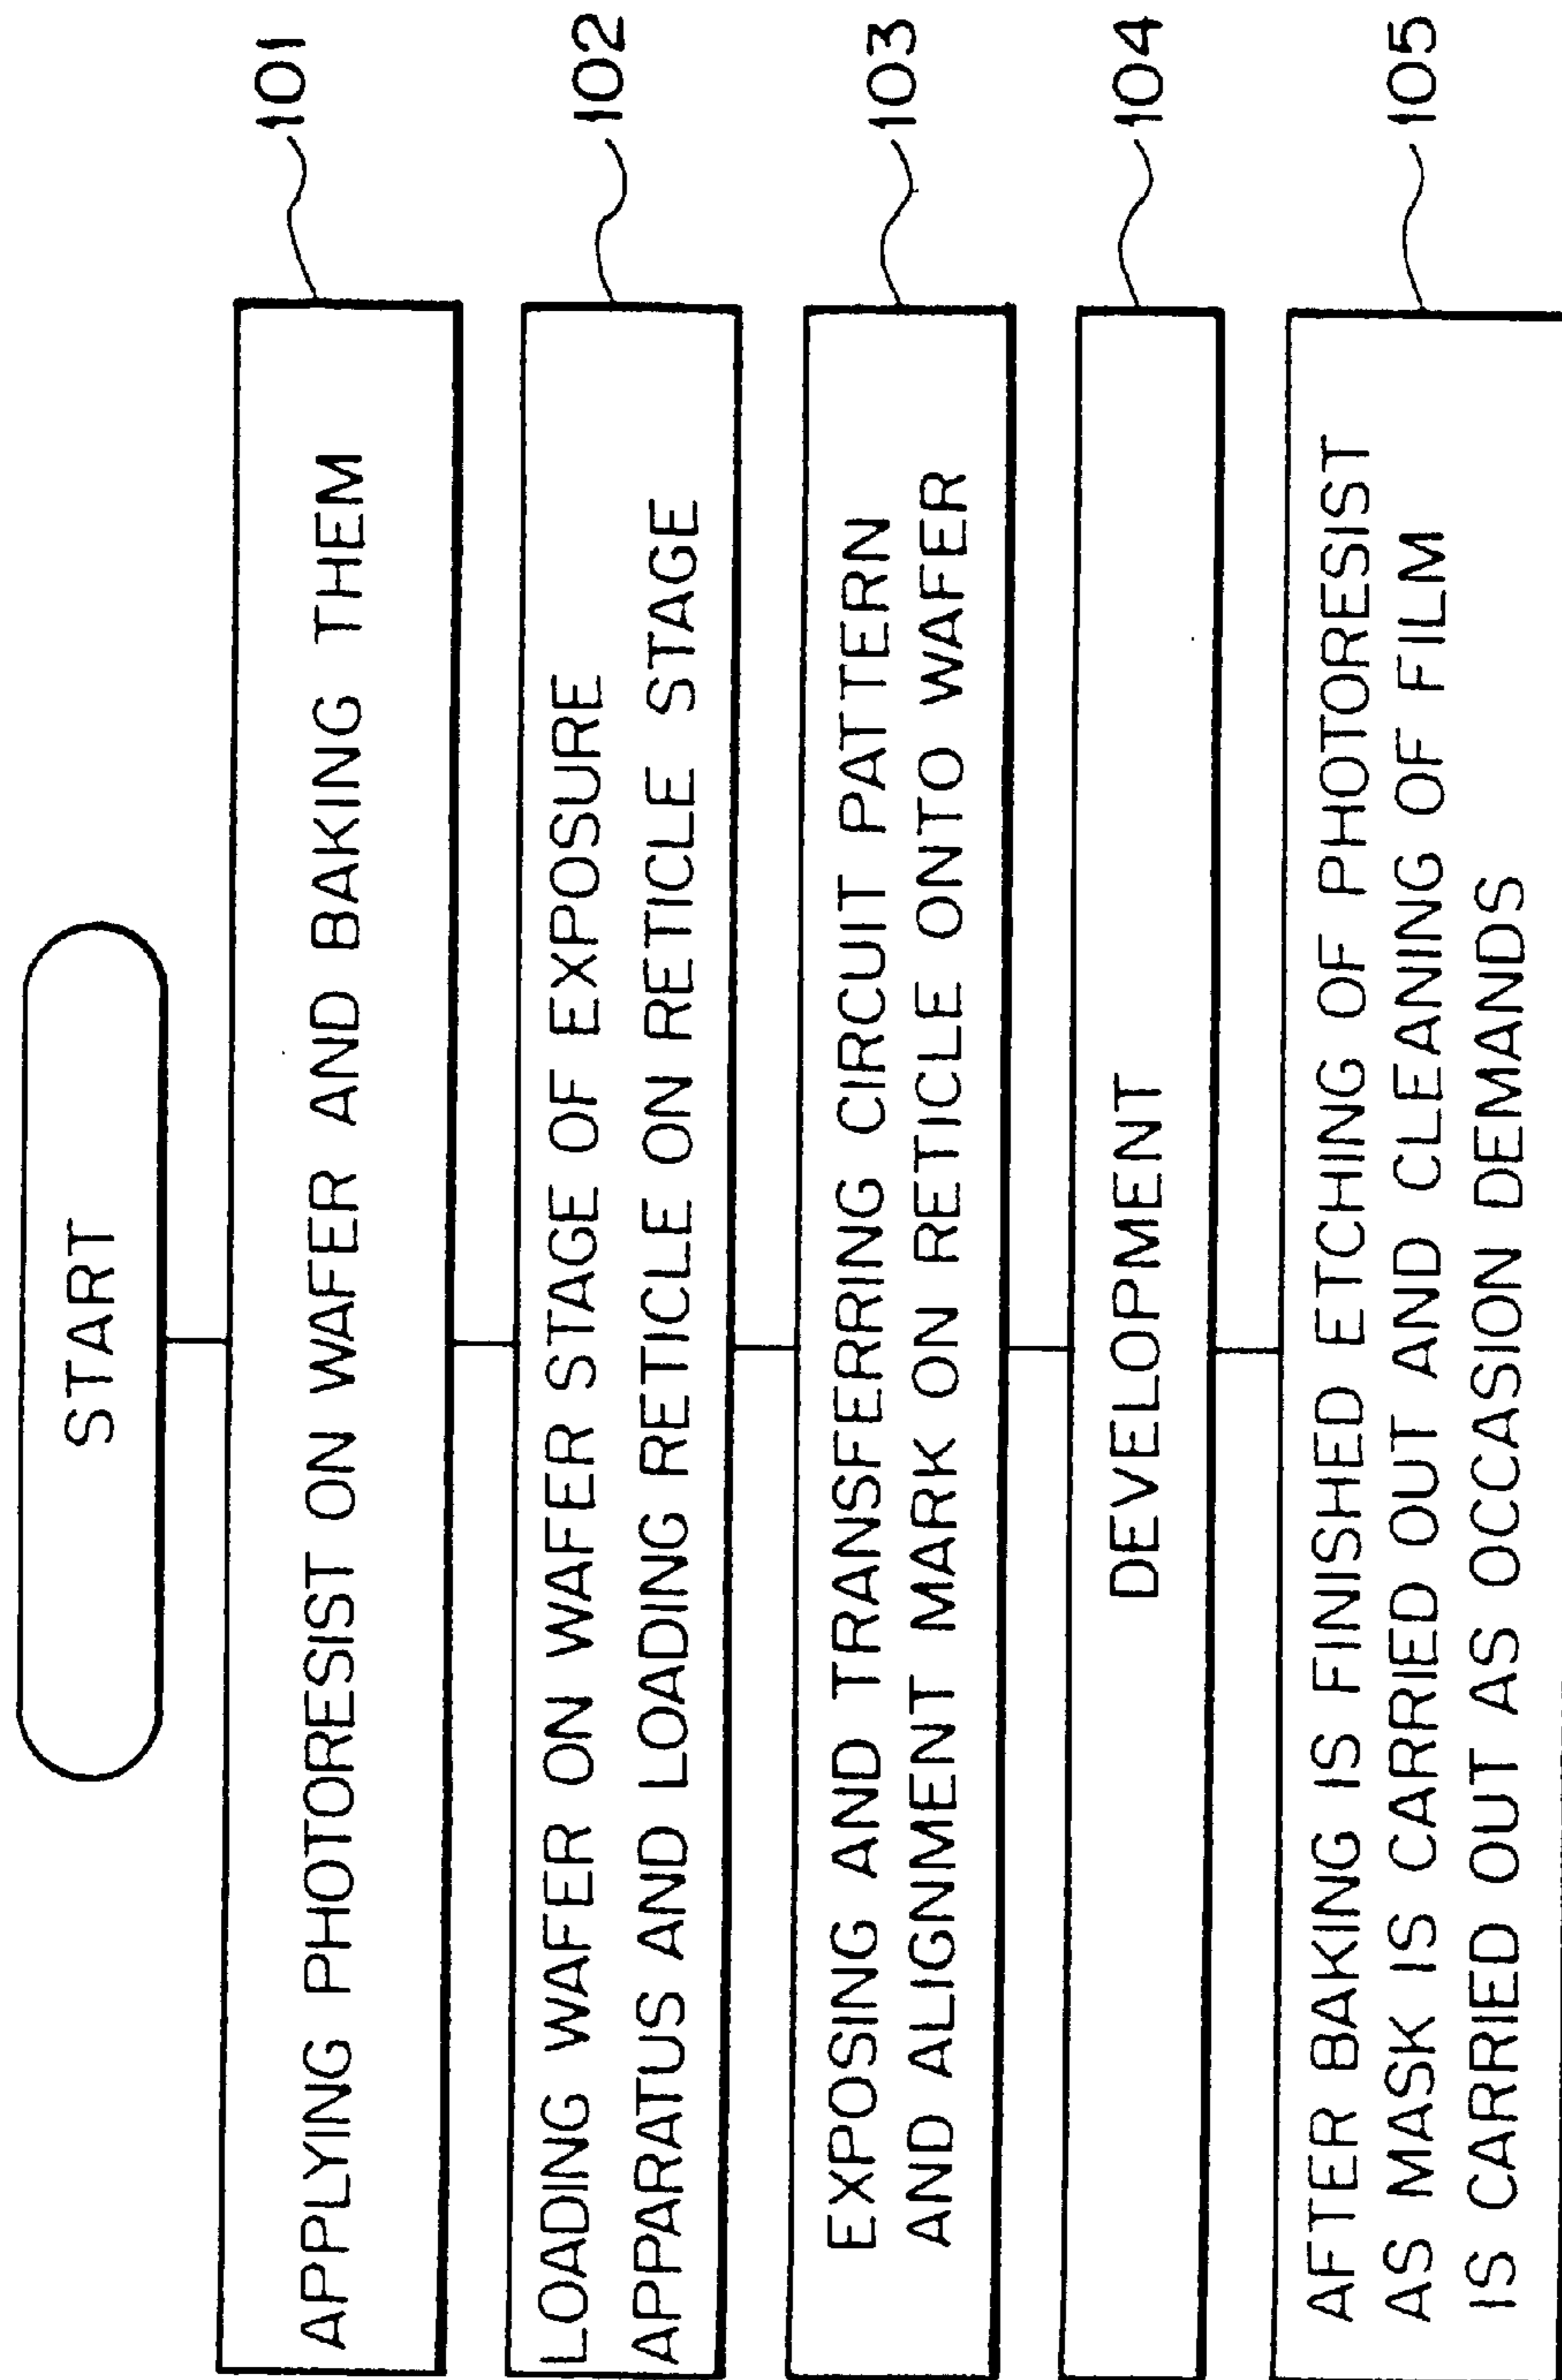 START
APPLYING PHOTORESIST ON WAFER AND BAKING THEM
101
LOADING WAFER ON WAFER STAGE OF EXPOSURE
APPARATUS AND LOADING RETICLE ON RETICLE STAGE
102
EXPOSING AND TRANSFERRING CIRCUIT PATTERN
AND ALIGNMENT MARK ON RETICLE ONTO WAFER
103
DEVELOPMENT
104
AFTER BAKING IS FINISHED ETCHING OF PHOTORESIST
AS MASK IS CARRIED OUT AND CLEANING OF FILM
IS CARRIED OUT AS OCCASION DEMANDS
105